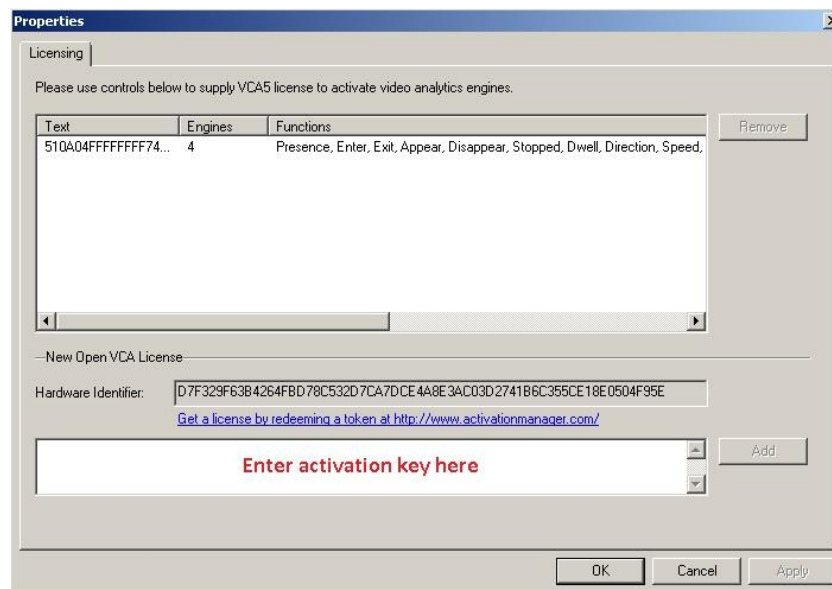 Properties
Licensing
Please use controls below to supply VCA5 license to activate video analytics engines.
Text Engines Functions Remove
510A04FFFFFFFF74... 4 Presence, Enter, Exit, Appear, Disappear, Stopped, Dwell, Direction, Speed,
New Open VCA License
Hardware Identifier: D7F329F63B4264FBD78C532D7CA7DCE4A8E3AC03D2741B6C355CE18E0504F95E
Get a license by redeeming a token at http://www.activationmanager.com/
Enter activation key here Add
OK Cancel Apply